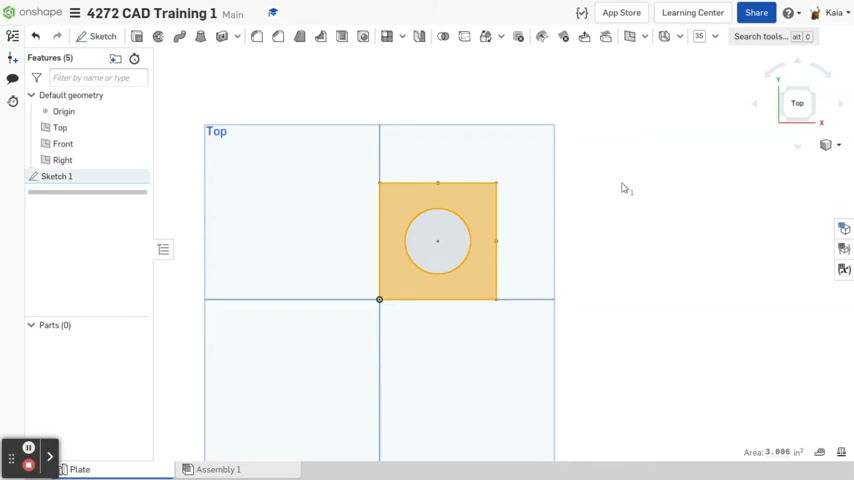 onshape 4272 CAD Training 1 Main App Store Learning Center Share Kaia
Sketch Search tools... alt C
Features (5)
Filter by name or type
Default geometry
Origin
Top
Front
Right
Sketch 1
Parts (0)
Top
1
Y
Top
X
Area: 3.006 in²
Plate Assembly 1